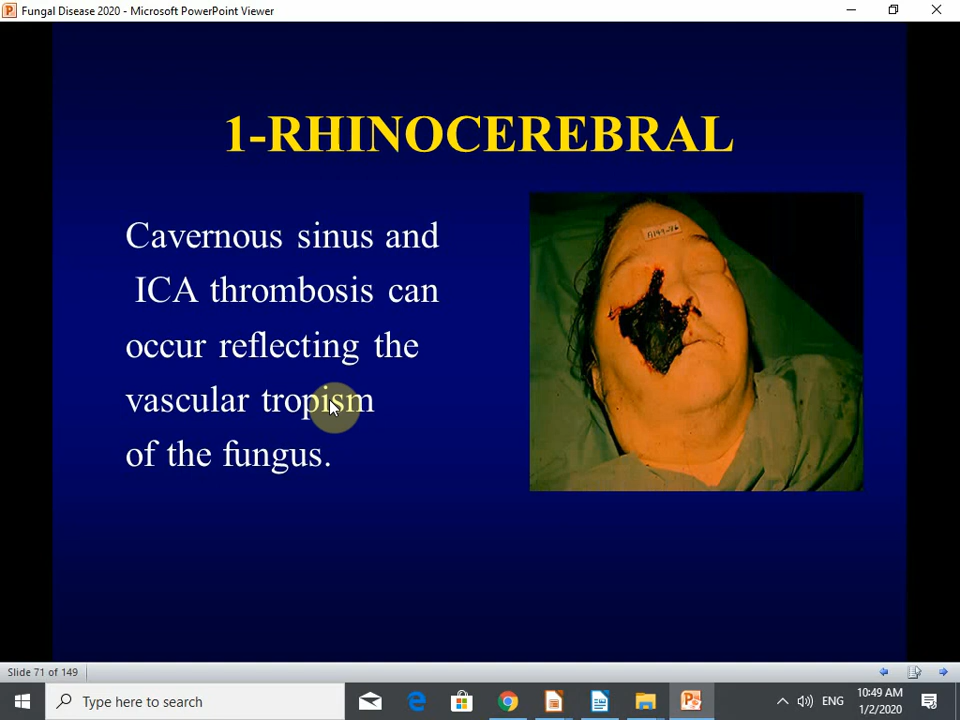 Fungal Disease 2020 - Microsoft PowerPoint Viewer
1-RHINOCEREBRAL
Cavernous sinus and
ICA thrombosis can
occur reflecting the
vascular tropism
of the fungus.
Slide 71 of 149
Type here to search
ENG
10:49 AM
1/2/2020